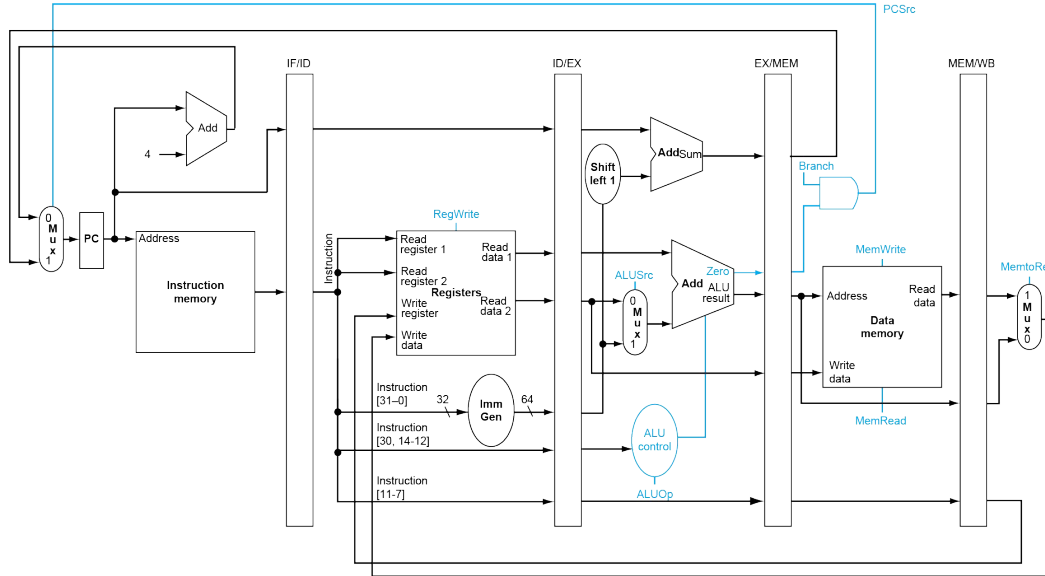 PCSrc
IF/ID
ID/EX
EX/MEM
MEM/WB
Add
4
Add Sum
Shift
left 1
Branch
0
M
u
x
1
PC
Address
Instruction
memory
Instruction
RegWrite
Read
register 1
Read
register 2
Write
register
Write
data
Registers
Read
data 1
Read
data 2
ALUSrc
0
M
u
x
1
Zero
Add
ALU
result
MemWrite
Address
Read
data
Data
memory
Write
data
MemRead
MemtoRe
1
M
u
x
0
Instruction
[31–0]
32
Imm
Gen
64
Instruction
[30, 14-12]
ALU
control
Instruction
[11-7]
ALUOp